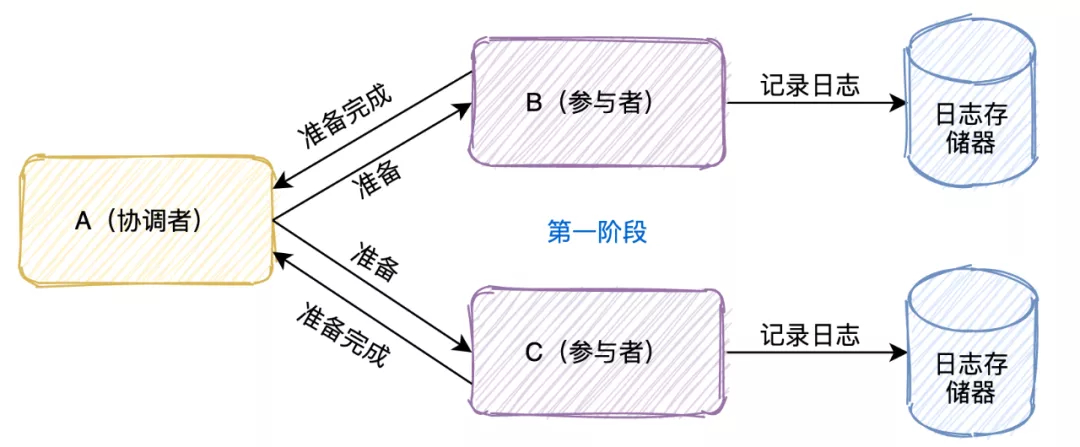 准备完成
准备
B（参与者）
记录日志
日志存
储器
A（协调者）
第一阶段
准备
准备完成
C（参与者）
记录日志
日志存
储器